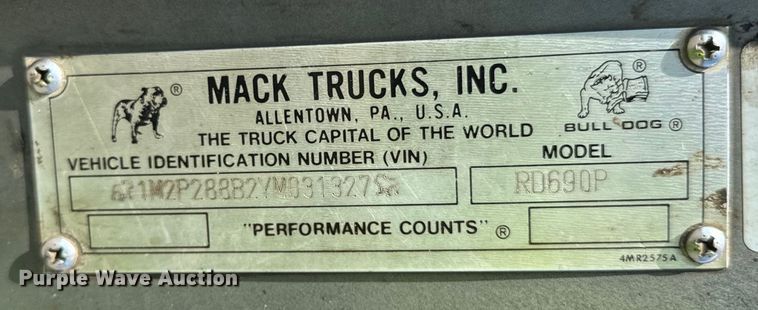 MACK TRUCKS, INC.
ALLENTOWN, PA., U.S.A.
THE TRUCK CAPITAL OF THE WORLD
BULL DOG ®
VEHICLE IDENTIFICATION NUMBER (VIN)
MODEL
RD690P
"PERFORMANCE COUNTS" ®
4MR2575A
Purple Wave Auction